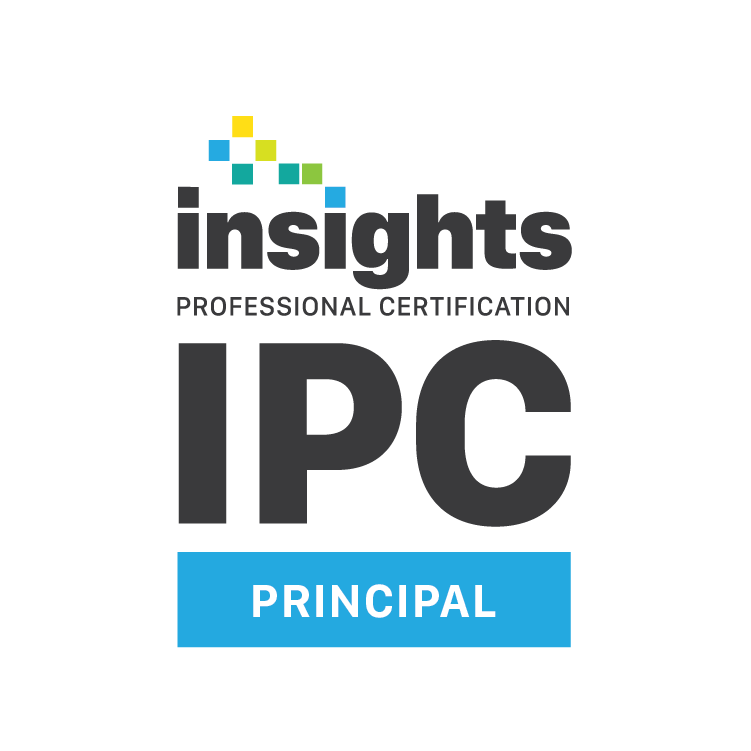 insights
PROFESSIONAL CERTIFICATION
IPC
PRINCIPAL